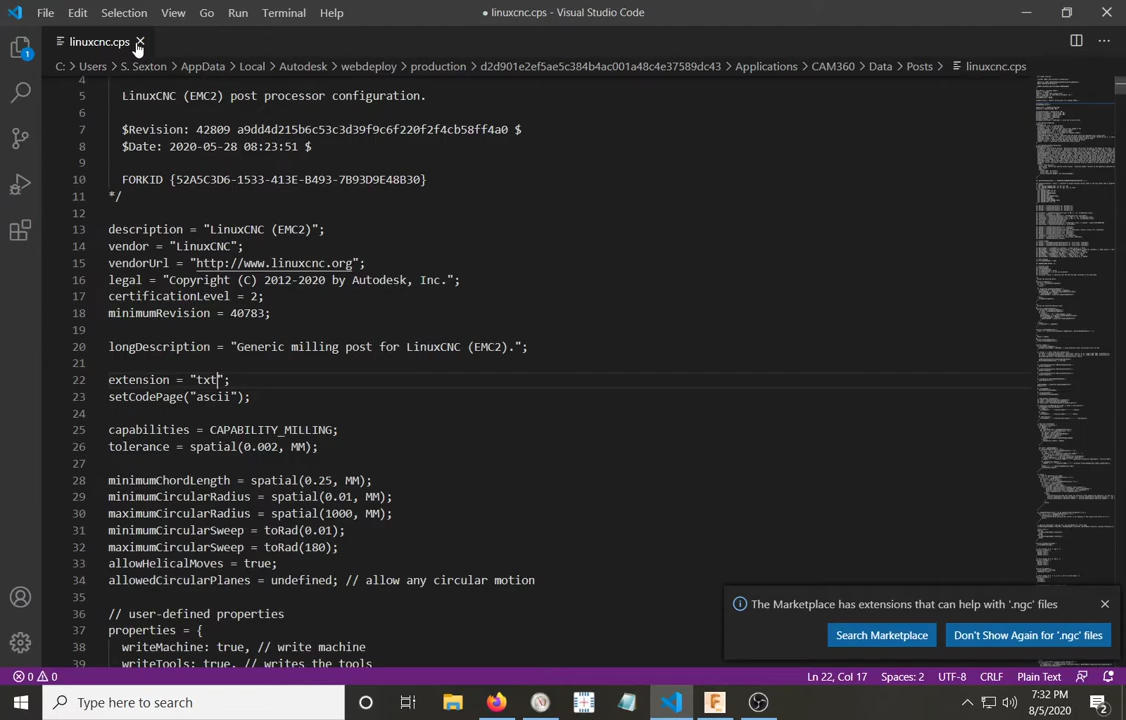 File Edit Selection View Go Run Terminal Help ● linuxcnc.cps - Visual Studio Code
linuxcnc.cps
C: > Users > S. Sexton > AppData > Local > Autodesk > webdeploy > production > d2d901e2ef5ae5c384b4ac001a48c4e37589dc43 > Applications > CAM360 > Data > Posts > linuxcnc.cps
4
5 LinuxCNC (EMC2) post processor configuration.
6
7 $Revision: 42809 a9dd4d215b6c53c3d39f9c6f220f2f4cb58ff4a0 $
8 $Date: 2020-05-28 08:23:51 $
9
10 FORKID {52A5C3D6-1533-413E-B493-7B93D9E48B30}
11 */
12
13 description = "LinuxCNC (EMC2)";
14 vendor = "LinuxCNC";
15 vendorUrl = "http://www.linuxcnc.org";
16 legal = "Copyright (C) 2012-2020 by Autodesk, Inc.";
17 certificationLevel = 2;
18 minimumRevision = 40783;
19
20 longDescription = "Generic milling post for LinuxCNC (EMC2).";
21
22 extension = "txt";
23 setCodePage("ascii");
24
25 capabilities = CAPABILITY_MILLING;
26 tolerance = spatial(0.002, MM);
27
28 minimumChordLength = spatial(0.25, MM);
29 minimumCircularRadius = spatial(0.01, MM);
30 maximumCircularRadius = spatial(1000, MM);
31 minimumCircularSweep = toRad(0.01);
32 maximumCircularSweep = toRad(180);
33 allowHelicalMoves = true;
34 allowedCircularPlanes = undefined; // allow any circular motion
35
36 // user-defined properties
37 properties = {
38 writeMachine: true, // write machine
39 writeTools: true, // writes the tools
1
The Marketplace has extensions that can help with '.ngc' files
Search Marketplace Don't Show Again for '.ngc' files
0 0 Ln 22, Col 17 Spaces: 2 UTF-8 CRLF Plain Text
Type here to search
7:32 PM
8/5/2020
2